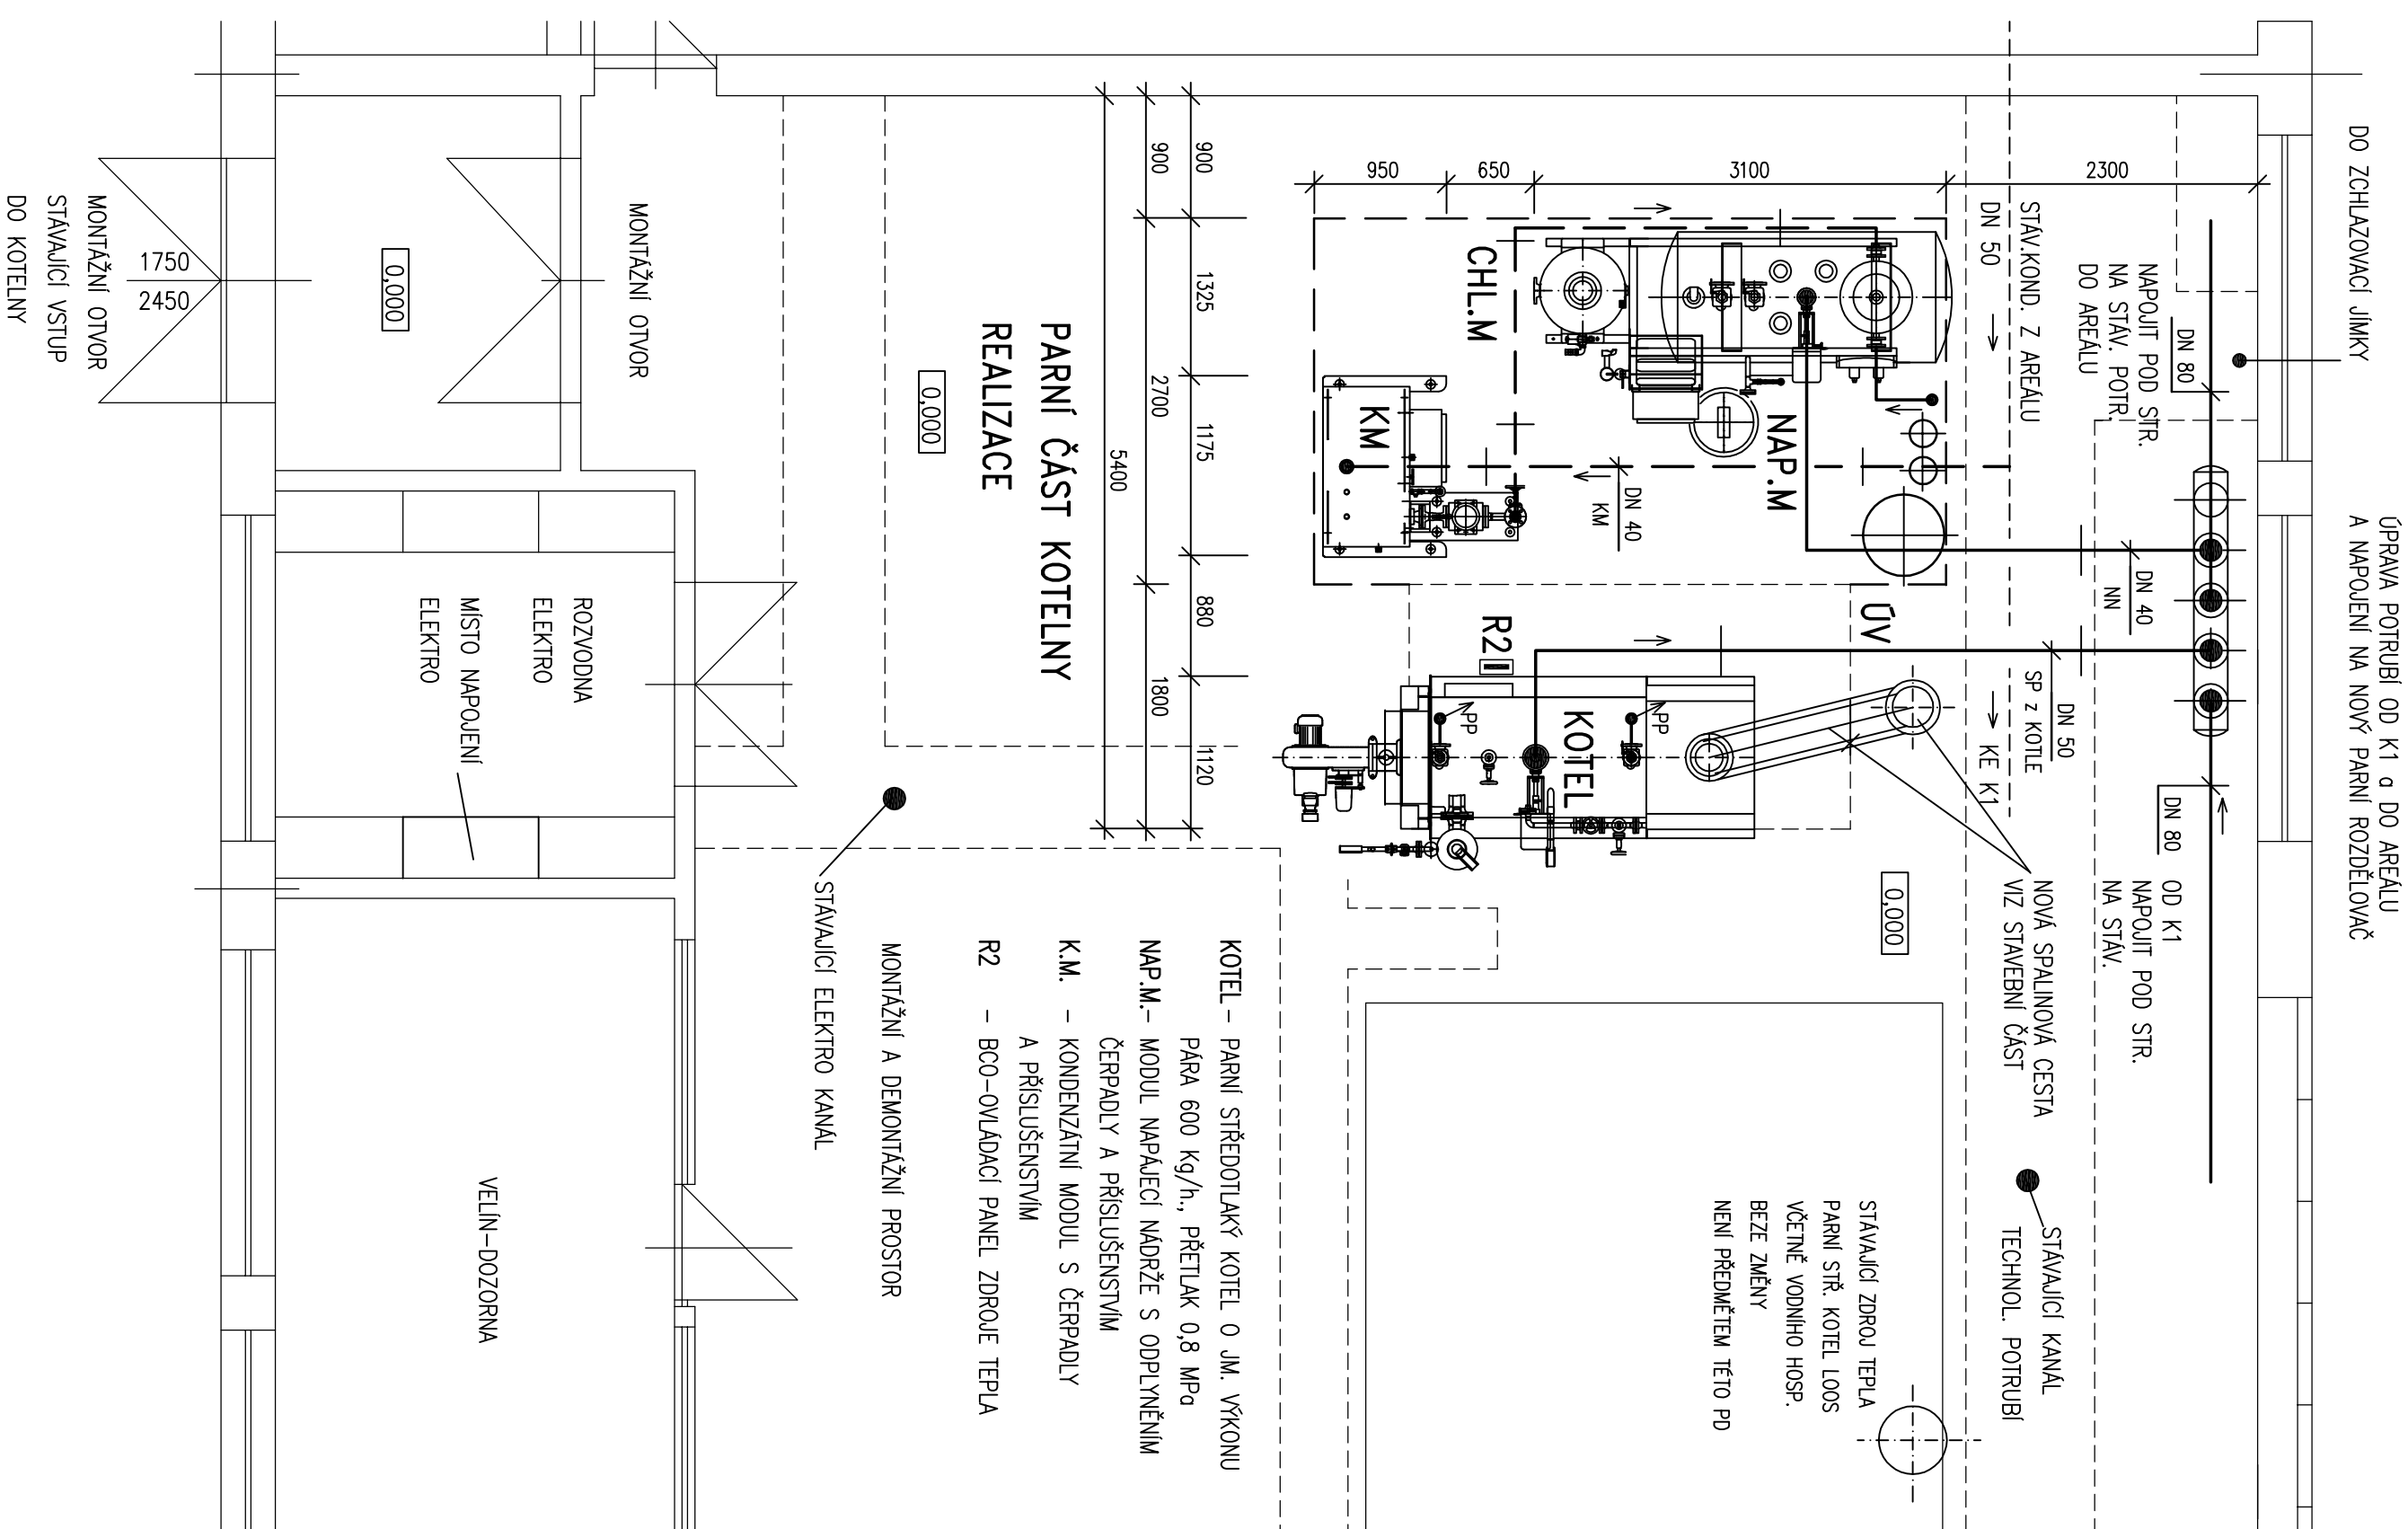 DO ZCHLAZOVACÍ JÍMKY
ÚPRAVA POTRUBÍ OD K1 a DO AREÁLU
A NAPOJENÍ NA NOVÝ PARNÍ ROZDĚLOVAČ
DN 80
NAPOJIT POD STR.
NA STÁV. POTR.
DO AREÁLU
DN 80
OD K1
NAPOJIT POD STR.
NA STÁV.
DN 40
NN
DN 50
SP z KOTLE
STÁV.KOND. Z AREÁLU
DN 50
KE K1
NOVÁ SPALINOVÁ CESTA
VIZ STAVEBNÍ ČÁST
STÁVAJÍCÍ KANÁL
TECHNOL. POTRUBÍ
0,000
2300
3100
650
950
ÚV
NAP.M
CHL.M
KM
DN 40
KM
R2
KOTEL
PP
PP
STÁVAJÍCÍ ZDROJ TEPLA
PARNÍ STŘ. KOTEL LOOS
VČETNĚ VODNÍHO HOSP.
BEZE ZMĚNY
NENÍ PŘEDMĚTEM TÉTO PD
900
1325
1175
880
1120
900
2700
1800
5400
PARNÍ ČÁST KOTELNY
REALIZACE
0,000
KOTEL - PARNÍ STŘEDOTLAKÝ KOTEL O JM. VÝKONU
PÁRA 600 Kg/h., PŘETLAK 0,8 MPa
NAP.M.- MODUL NAPÁJECÍ NÁDRŽE S ODPLYNĚNÍM
ČERPADLY A PŘÍSLUŠENSTVÍM
K.M. - KONDENZÁTNÍ MODUL S ČERPADLY
A PŘÍSLUŠENSTVÍM
R2 - BCO-OVLÁDACÍ PANEL ZDROJE TEPLA
MONTÁŽNÍ A DEMONTÁŽNÍ PROSTOR
STÁVAJÍCÍ ELEKTRO KANÁL
MONTÁŽNÍ OTVOR
ROZVODNA
ELEKTRO
MÍSTO NAPOJENÍ
ELEKTRO
VELÍN-DOZORNA
0,000
1750
2450
MONTÁŽNÍ OTVOR
STÁVAJÍCÍ VSTUP
DO KOTELNY